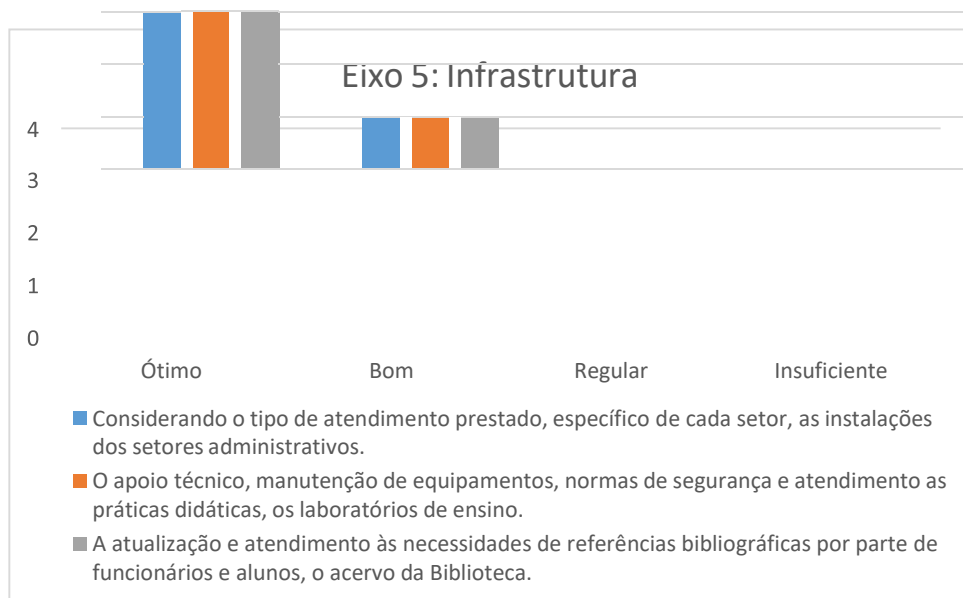 Eixo 5: Infrastrutura
4
3
2
1
0
Ótimo Bom Regular Insuficiente
Considerando o tipo de atendimento prestado, específico de cada setor, as instalações
dos setores administrativos.
O apoio técnico, manutenção de equipamentos, normas de segurança e atendimento as
práticas didáticas, os laboratórios de ensino.
A atualização e atendimento às necessidades de referências bibliográficas por parte de
funcionários e alunos, o acervo da Biblioteca.